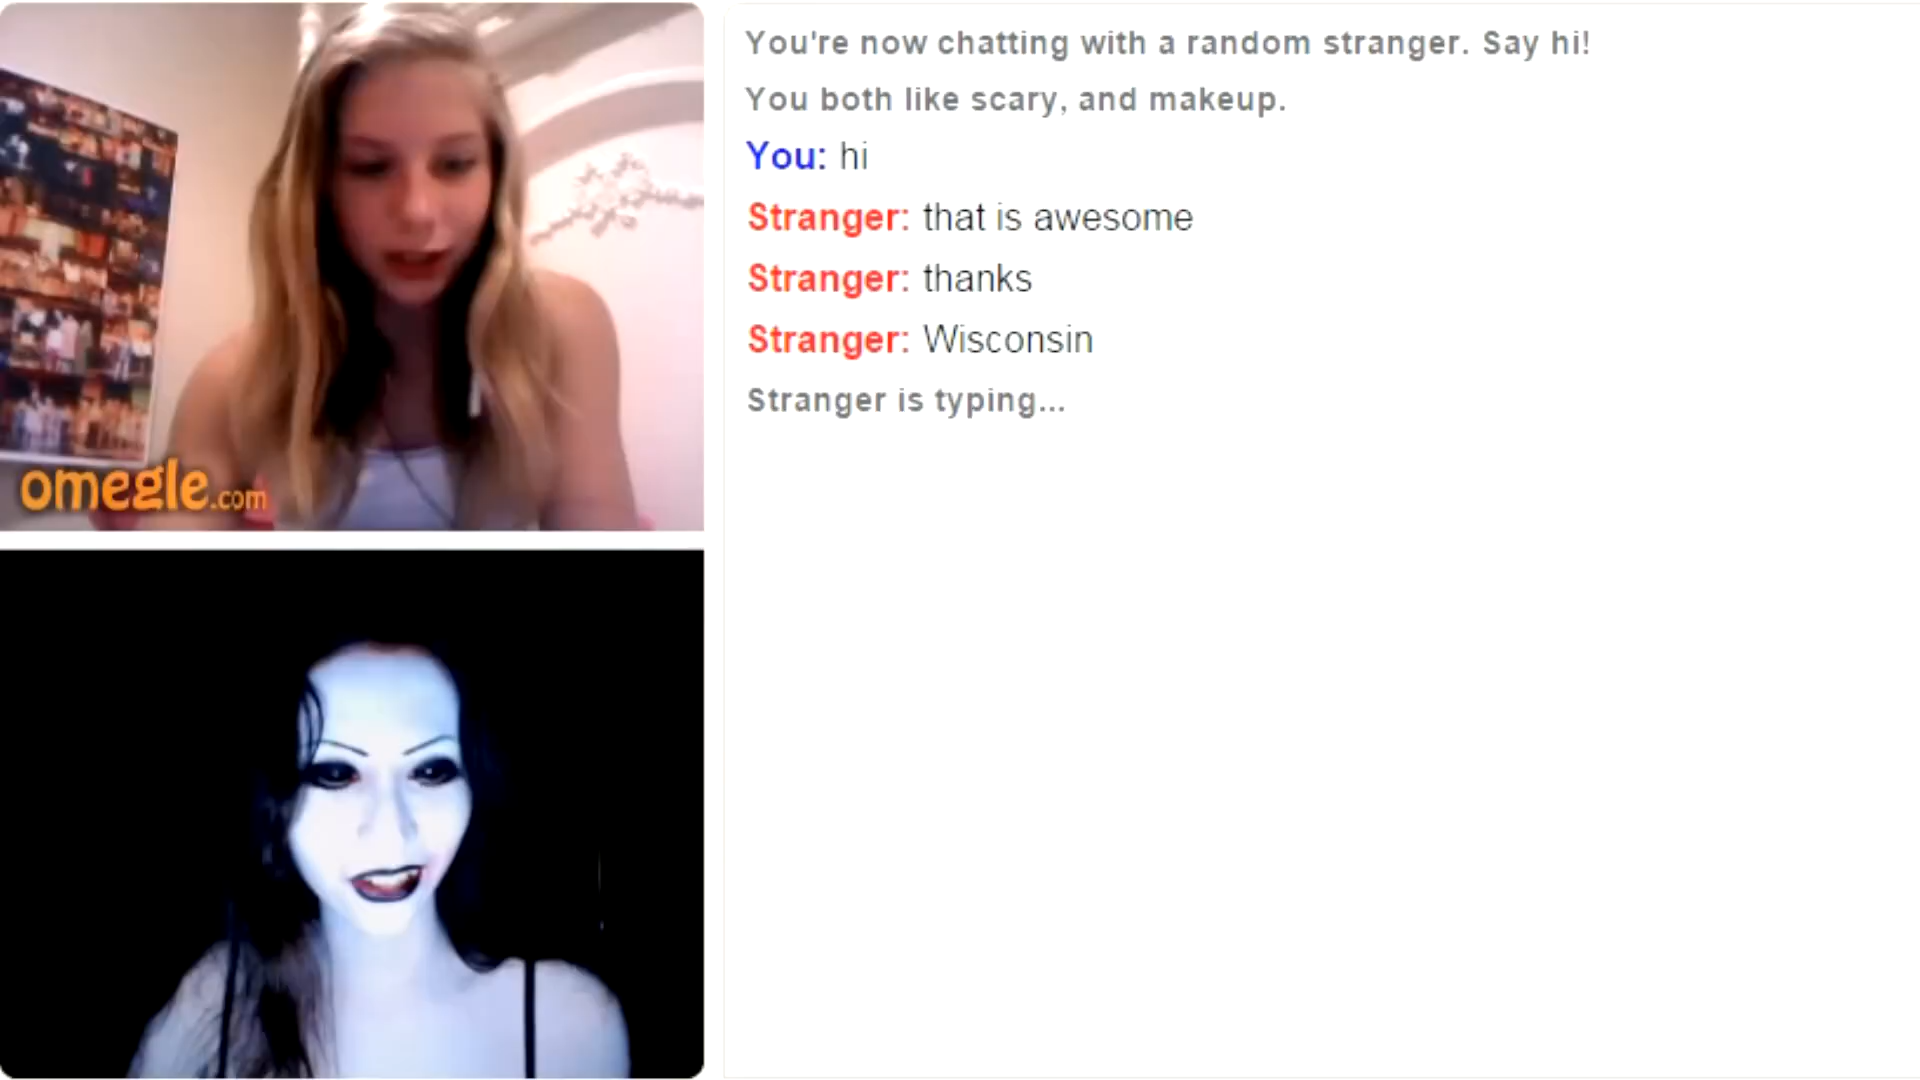 You're now chatting with a random stranger. Say hi!
You both like scary, and makeup.
You: hi
Stranger: that is awesome
Stranger: thanks
Stranger: Wisconsin
Stranger is typing...
omegle.com